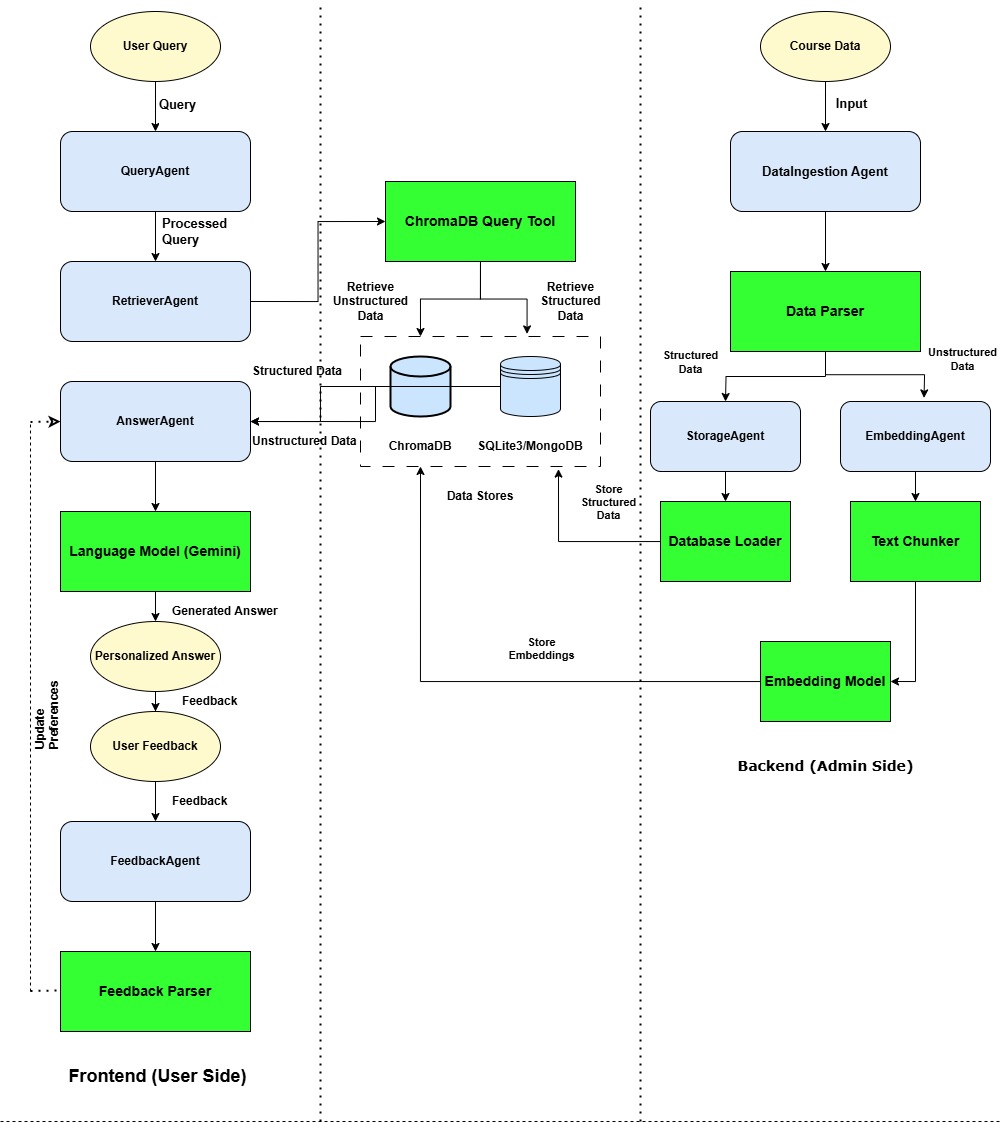 User Query
Query
QueryAgent
Processed
Query
RetrieverAgent
ChromaDB Query Tool
Retrieve
Unstructured
Data
Retrieve
Structured
Data
Structured Data
Unstructured Data
ChromaDB
SQLite3/MongoDB
Data Stores
AnswerAgent
Language Model (Gemini)
Generated Answer
Personalized Answer
Feedback
User Feedback
Feedback
FeedbackAgent
Feedback Parser
Update
Preferences
Frontend (User Side)
Course Data
Input
DataIngestion Agent
Data Parser
Structured
Data
Unstructured
Data
StorageAgent
EmbeddingAgent
Database Loader
Text Chunker
Store
Structured
Data
Embedding Model
Store
Embeddings
Backend (Admin Side)